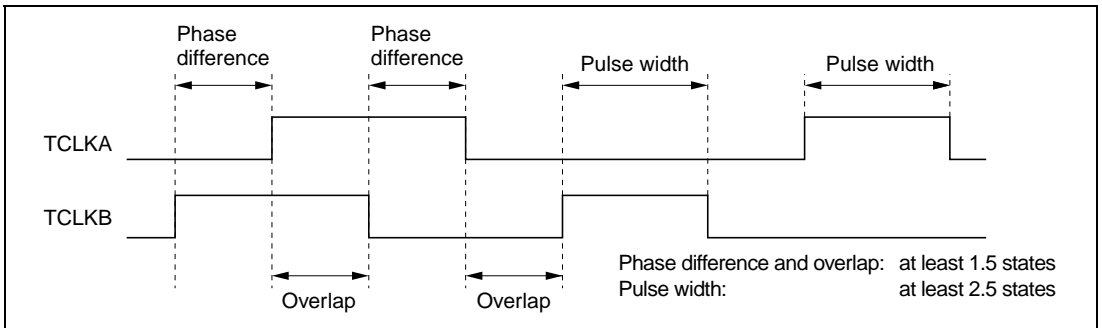 Phase
difference
Phase
difference
Pulse width
Pulse width
TCLKA
TCLKB
Overlap
Overlap
Phase difference and overlap: at least 1.5 states
Pulse width: at least 2.5 states